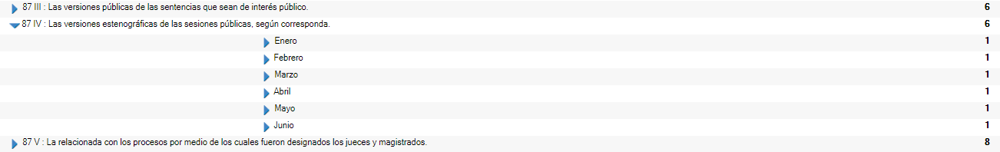 87 III : Las versiones públicas de las sentencias que sean de interés público. 6
87 IV : Las versiones estenográficas de las sesiones públicas, según corresponda. 6
Enero 1
Febrero 1
Marzo 1
Abril 1
Mayo 1
Junio 1
87 V : La relacionada con los procesos por medio de los cuales fueron designados los jueces y magistrados. 8